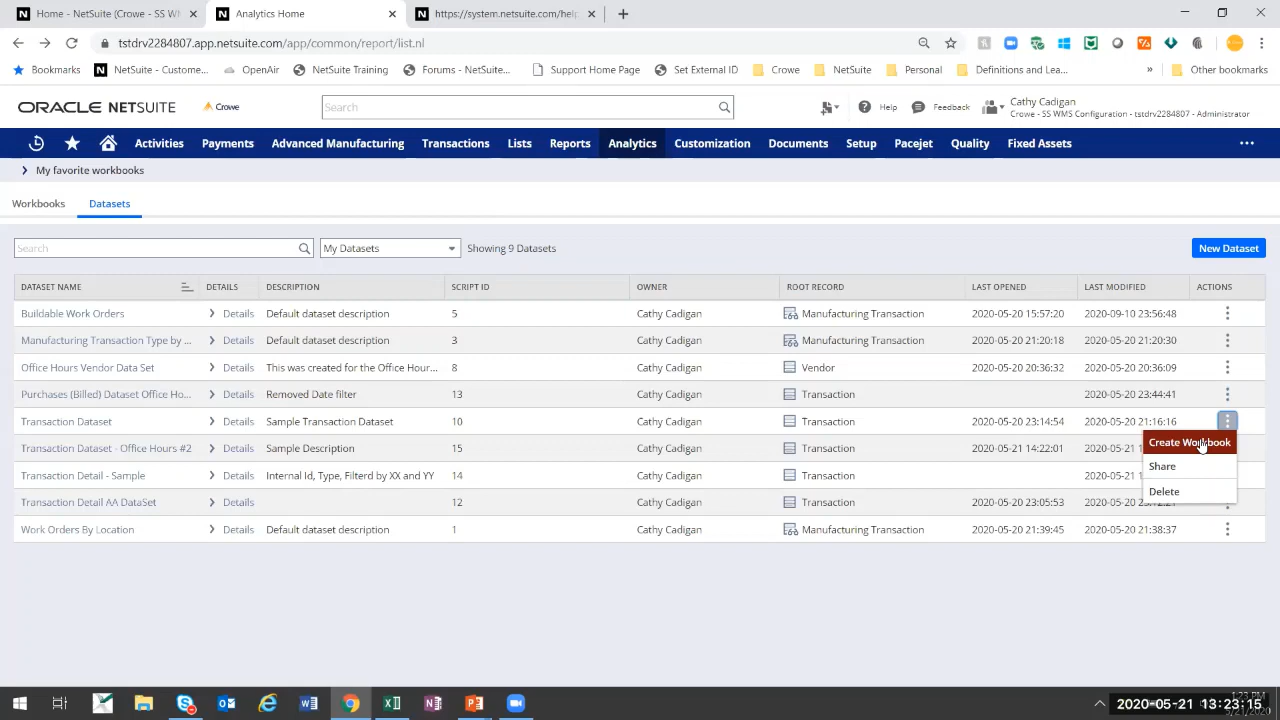 Home - NetSuite (Crowe - SS WM
Analytics Home
https://system.netsuite.com/help
tstdrv2284807.app.netsuite.com/app/common/report/list.nl
Bookmarks
NetSuite - Custome...
OpenAir
NetSuite Training
Forums - NetSuite...
Support Home Page
Set External ID
Crowe
NetSuite
Personal
Definitions and Lea...
»
Other bookmarks
ORACLE NETSUITE
Crowe
Search
Help
Feedback
Cathy Cadigan
Crowe - SS WMS Configuration - tstdrv2284807 - Administrator
Activities
Payments
Advanced Manufacturing
Transactions
Lists
Reports
Analytics
Customization
Documents
Setup
Pacejet
Quality
Fixed Assets
My favorite workbooks
Workbooks
Datasets
Search
My Datasets
Showing 9 Datasets
New Dataset
DATASET NAME DETAILS DESCRIPTION SCRIPT ID OWNER ROOT RECORD LAST OPENED LAST MODIFIED ACTIONS
Buildable Work Orders Details Default dataset description 5 Cathy Cadigan Manufacturing Transaction 2020-05-20 15:57:20 2020-09-10 23:56:48
Manufacturing Transaction Type by ... Details Default dataset description 3 Cathy Cadigan Manufacturing Transaction 2020-05-20 21:20:18 2020-05-20 21:20:30
Office Hours Vendor Data Set Details This was created for the Office Hour... 8 Cathy Cadigan Vendor 2020-05-20 20:36:32 2020-05-20 20:36:09
Purchases (Billed) Dataset Office Ho... Details Removed Date filter 13 Cathy Cadigan Transaction 2020-05-20 23:44:41
Transaction Dataset Details Sample Transaction Dataset 10 Cathy Cadigan Transaction 2020-05-20 23:14:54 2020-05-20 21:16:16
Transaction Dataset - Office Hours #2 Details Sample Description 15 Cathy Cadigan Transaction 2020-05-21 14:22:01 2020-05-21 1
Create Workbook
Transaction Detail - Sample Details Internal Id, Type, Filterd by XX and YY 14 Cathy Cadigan Transaction 2020-05-21
Share
Transaction Detail AA DataSet Details 12 Cathy Cadigan Transaction 2020-05-20 23:05:53 2020-05-20
Delete
Work Orders By Location Details Default dataset description 1 Cathy Cadigan Manufacturing Transaction 2020-05-20 21:39:45 2020-05-20 21:38:37
2020-05-21 13:23:15